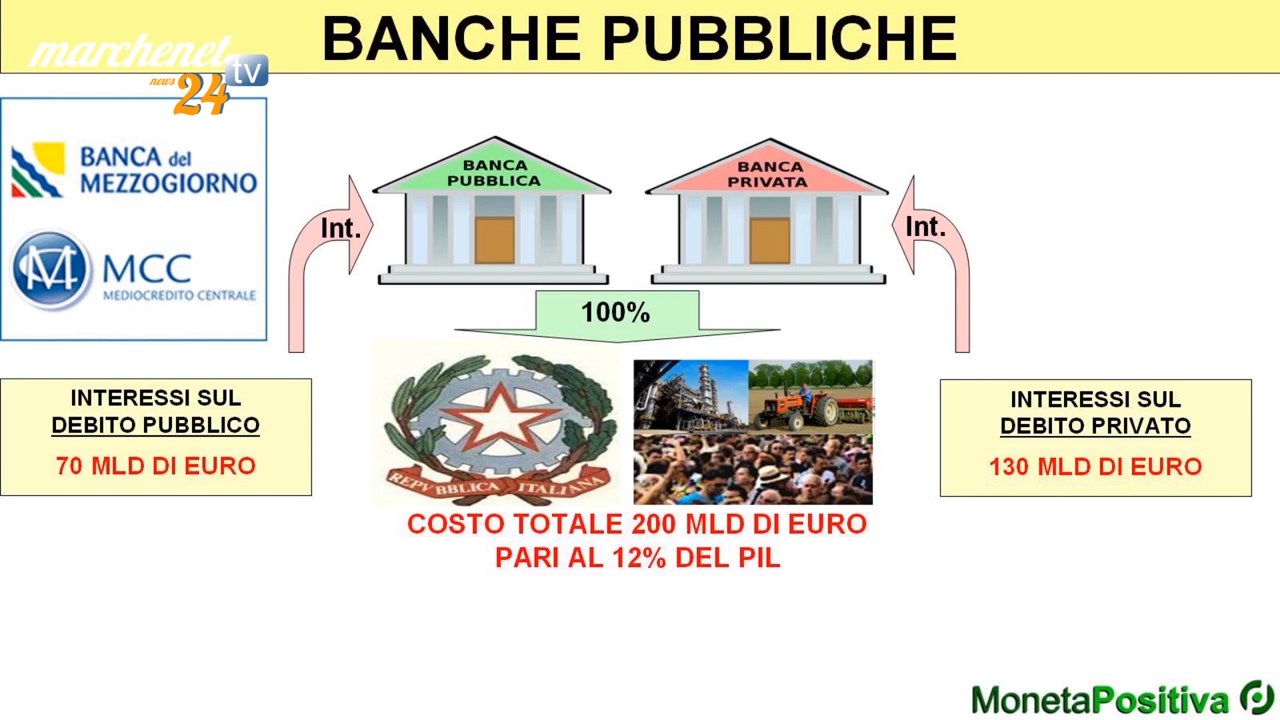 BANCHE PUBBLICHE
marchenet
news 24 tv
BANCA del
MEZZOGIORNO
MCC
MEDIOCREDITO CENTRALE
BANCA
PUBBLICA
BANCA
PRIVATA
Int.
Int.
100%
INTERESSI SUL
DEBITO PUBBLICO
70 MLD DI EURO
REPVBBLICA ITALIANA
INTERESSI SUL
DEBITO PRIVATO
130 MLD DI EURO
COSTO TOTALE 200 MLD DI EURO
PARI AL 12% DEL PIL
MonetaPositiva